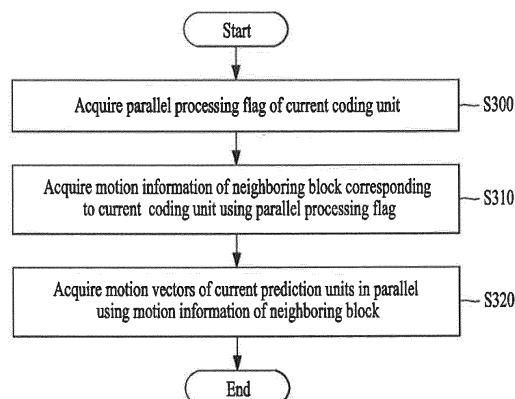 Start
Acquire parallel processing flag of current coding unit
S300
Acquire motion information of neighboring block corresponding
to current coding unit using parallel processing flag
S310
Acquire motion vectors of current prediction units in parallel
using motion information of neighboring block
S320
End